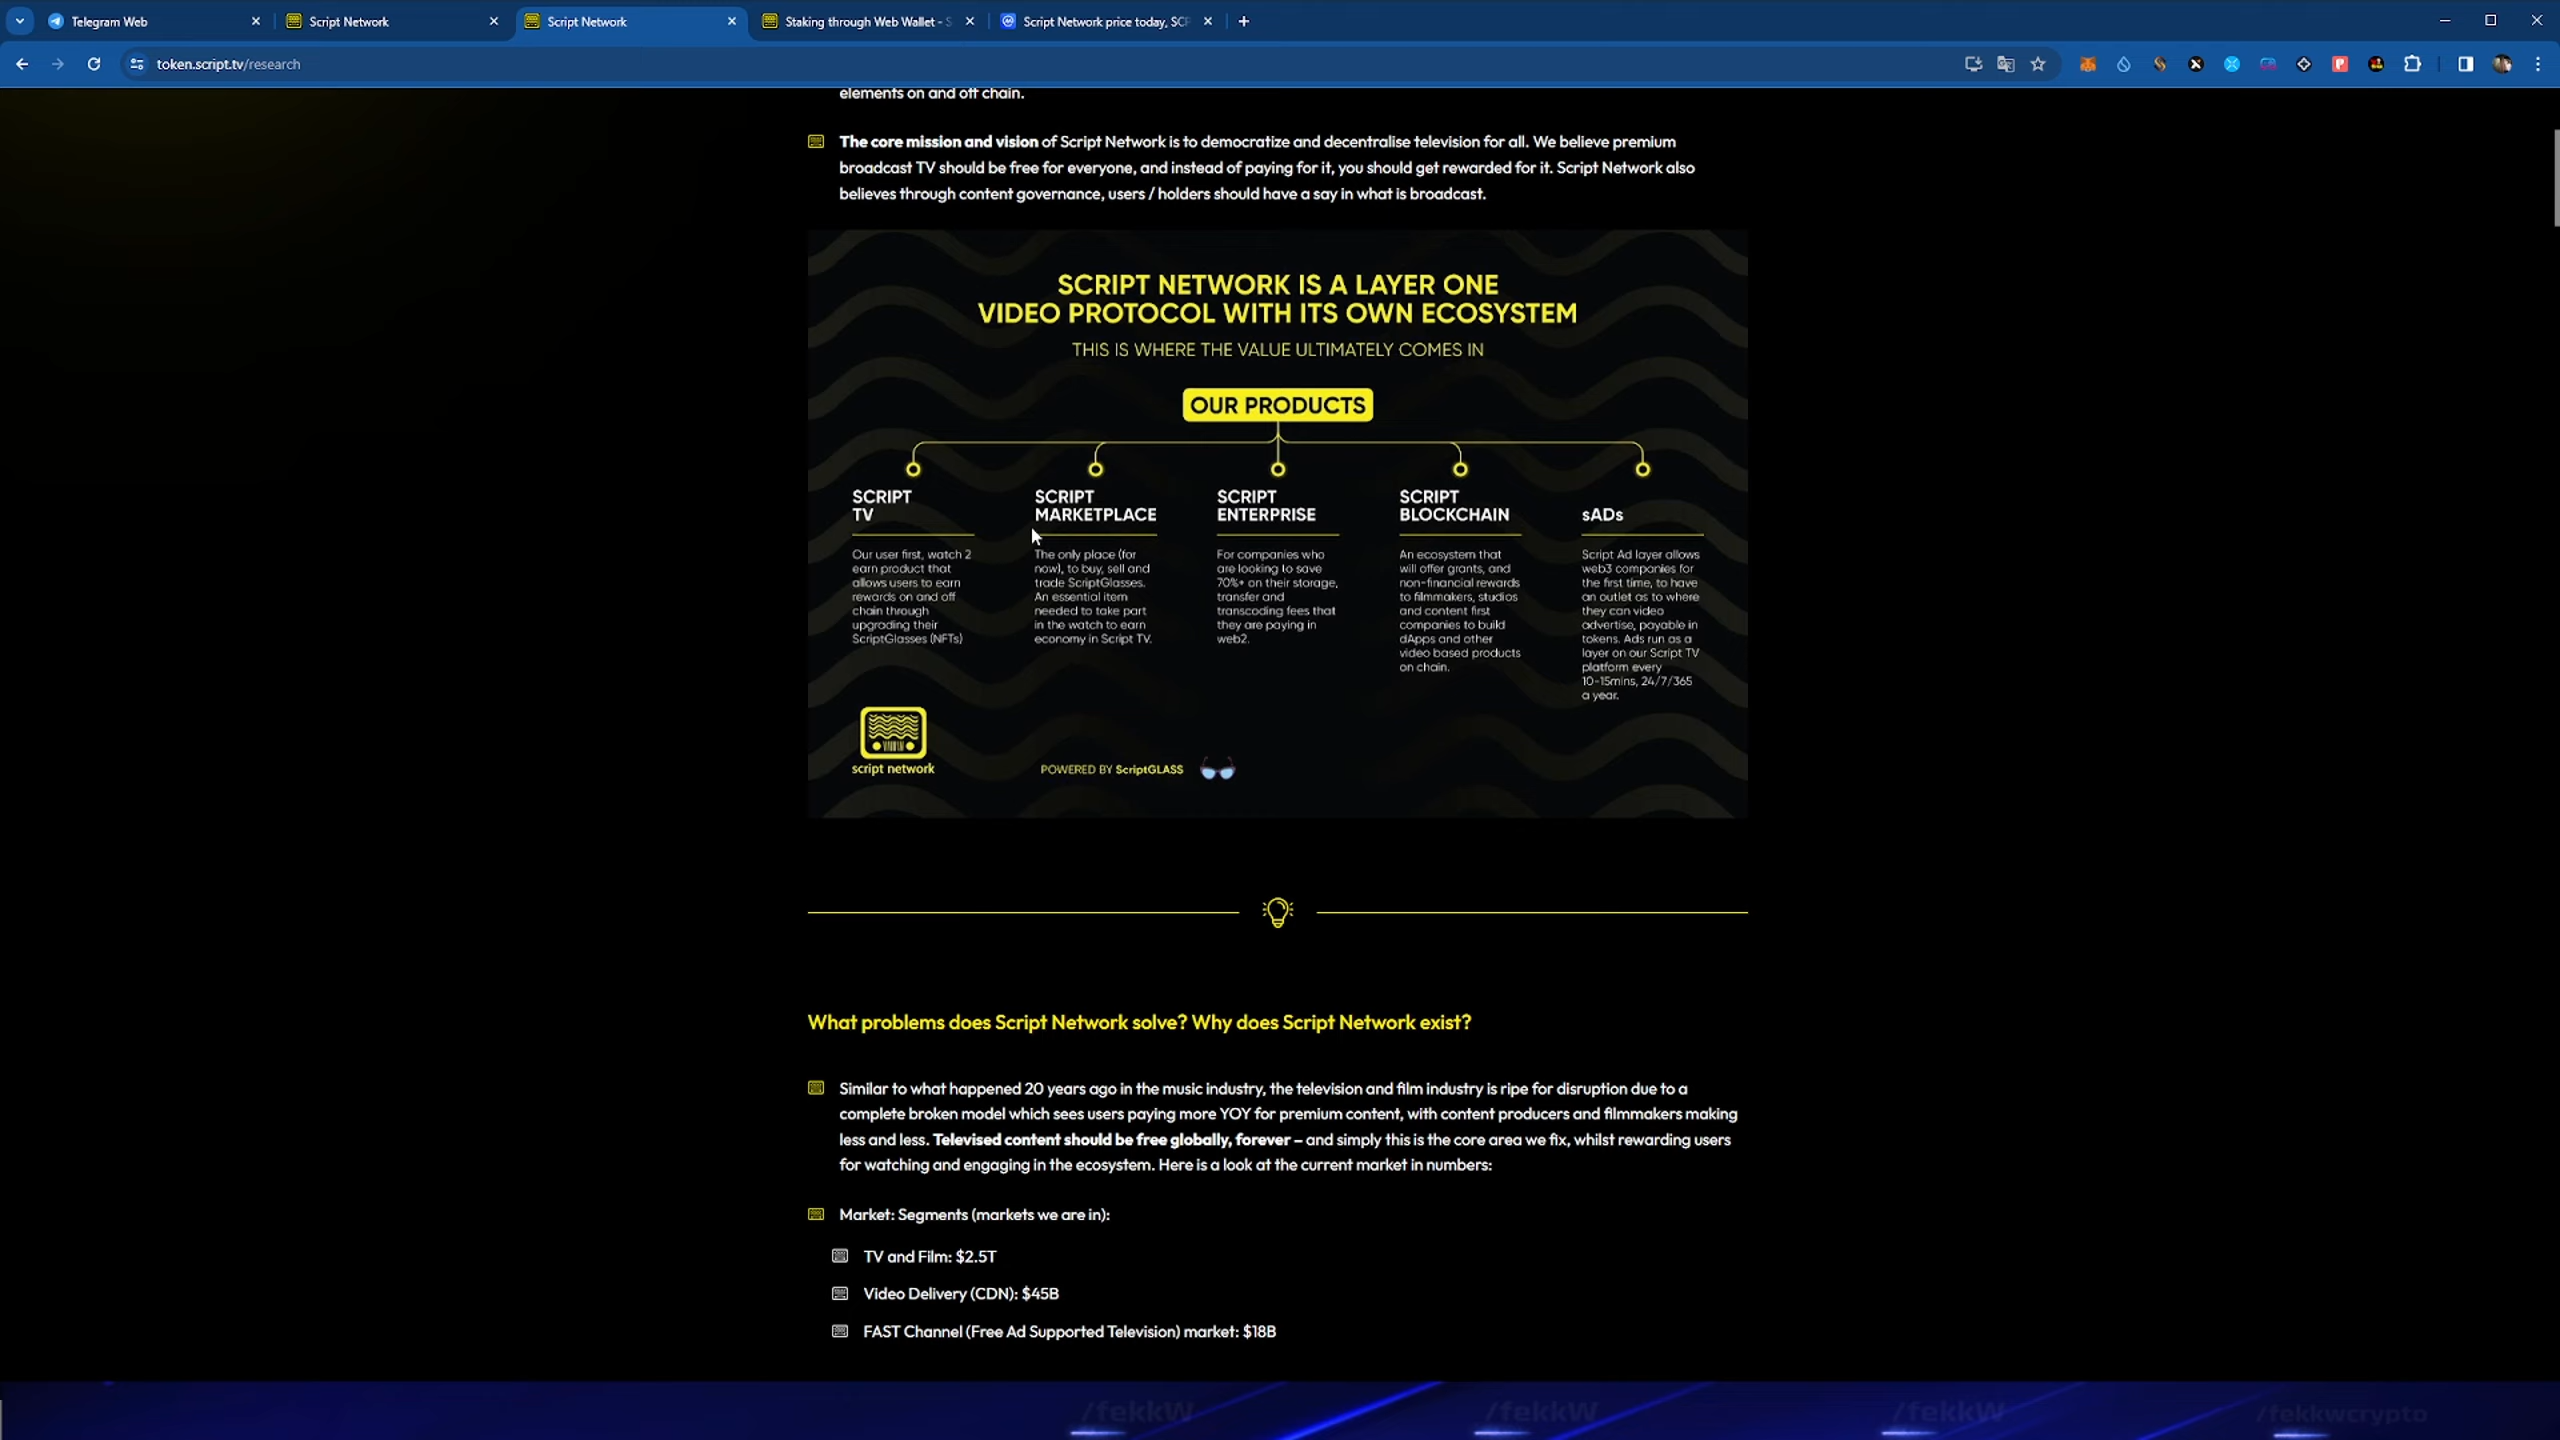 Telegram Web
Script Network
Script Network
Staking through Web Wallet - S
Script Network price today, SCR
token.script.tv/research
elements on and off chain.
The core mission and vision of Script Network is to democratize and decentralise television for all. We believe premium
broadcast TV should be free for everyone, and instead of paying for it, you should get rewarded for it. Script Network also
believes through content governance, users / holders should have a say in what is broadcast.
SCRIPT NETWORK IS A LAYER ONE
VIDEO PROTOCOL WITH ITS OWN ECOSYSTEM
THIS IS WHERE THE VALUE ULTIMATELY COMES IN
OUR PRODUCTS
SCRIPT
TV
Our user first, watch 2
earn product that
allows users to earn
rewards on and off
chain through
upgrading their
ScriptGlasses (NFTs)
SCRIPT
MARKETPLACE
The only place (for
now), to buy, sell and
trade ScriptGlasses.
An essential item
needed to take part
in the watch to earn
economy in Script TV.
SCRIPT
ENTERPRISE
For companies who
are looking to save
70%+ on their storage,
transfer and
transcoding fees that
they are paying in
web2.
SCRIPT
BLOCKCHAIN
An ecosystem that
will offer grants, and
non-financial rewards
to filmmakers, studios
and content first
companies to build
dApps and other
video based products
on chain.
sADs
Script Ad layer allows
web3 companies for
the first time, to have
an outlet as to where
they can video
advertise, payable in
tokens. Ads run as a
layer on our Script TV
platform every
10-15mins, 24/7/365
a year.
script network
POWERED BY ScriptGLASS
What problems does Script Network solve? Why does Script Network exist?
Similar to what happened 20 years ago in the music industry, the television and film industry is ripe for disruption due to a
complete broken model which sees users paying more YOY for premium content, with content producers and filmmakers making
less and less. Televised content should be free globally, forever – and simply this is the core area we fix, whilst rewarding users
for watching and engaging in the ecosystem. Here is a look at the current market in numbers:
Market: Segments (markets we are in):
TV and Film: $2.5T
Video Delivery (CDN): $45B
FAST Channel (Free Ad Supported Television) market: $18B
/fekkW
/fekkW
/fekkW
/fekkwcrypto